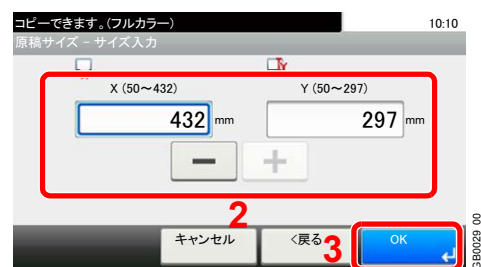 コピーできます。(フルカラー) 10:10
原稿サイズ - サイズ入力
X (50～432) Y (50～297)
432 mm 297 mm
− +
2
キャンセル <戻る 3 OK
GB0029 00